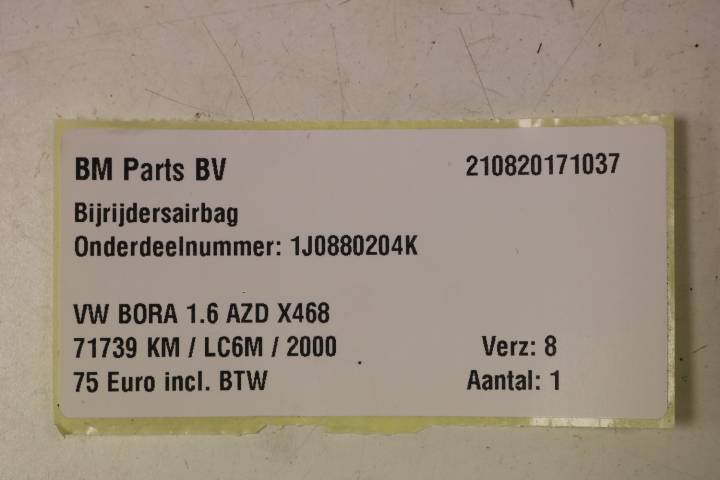 BM Parts BV 210820171037
Bijrijdersairbag
Onderdeelnummer: 1J0880204K
VW BORA 1.6 AZD X468
71739 KM / LC6M / 2000 Verz: 8
75 Euro incl. BTW Aantal: 1